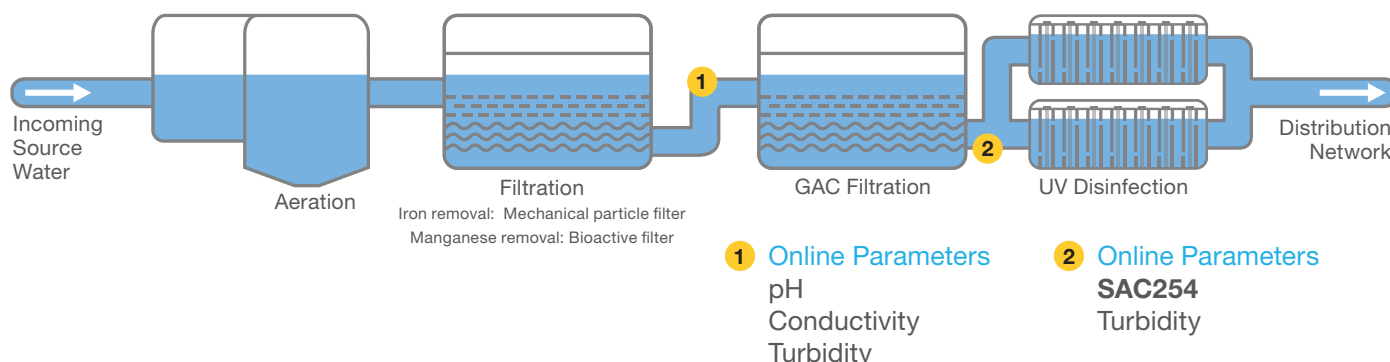 1
2
Incoming
Source
Water
Distribution
Network
Aeration
Filtration
GAC Filtration
UV Disinfection
Iron removal: Mechanical particle filter
Manganese removal: Bioactive filter
1 Online Parameters
pH
Conductivity
Turbidity
2 Online Parameters
SAC254
Turbidity